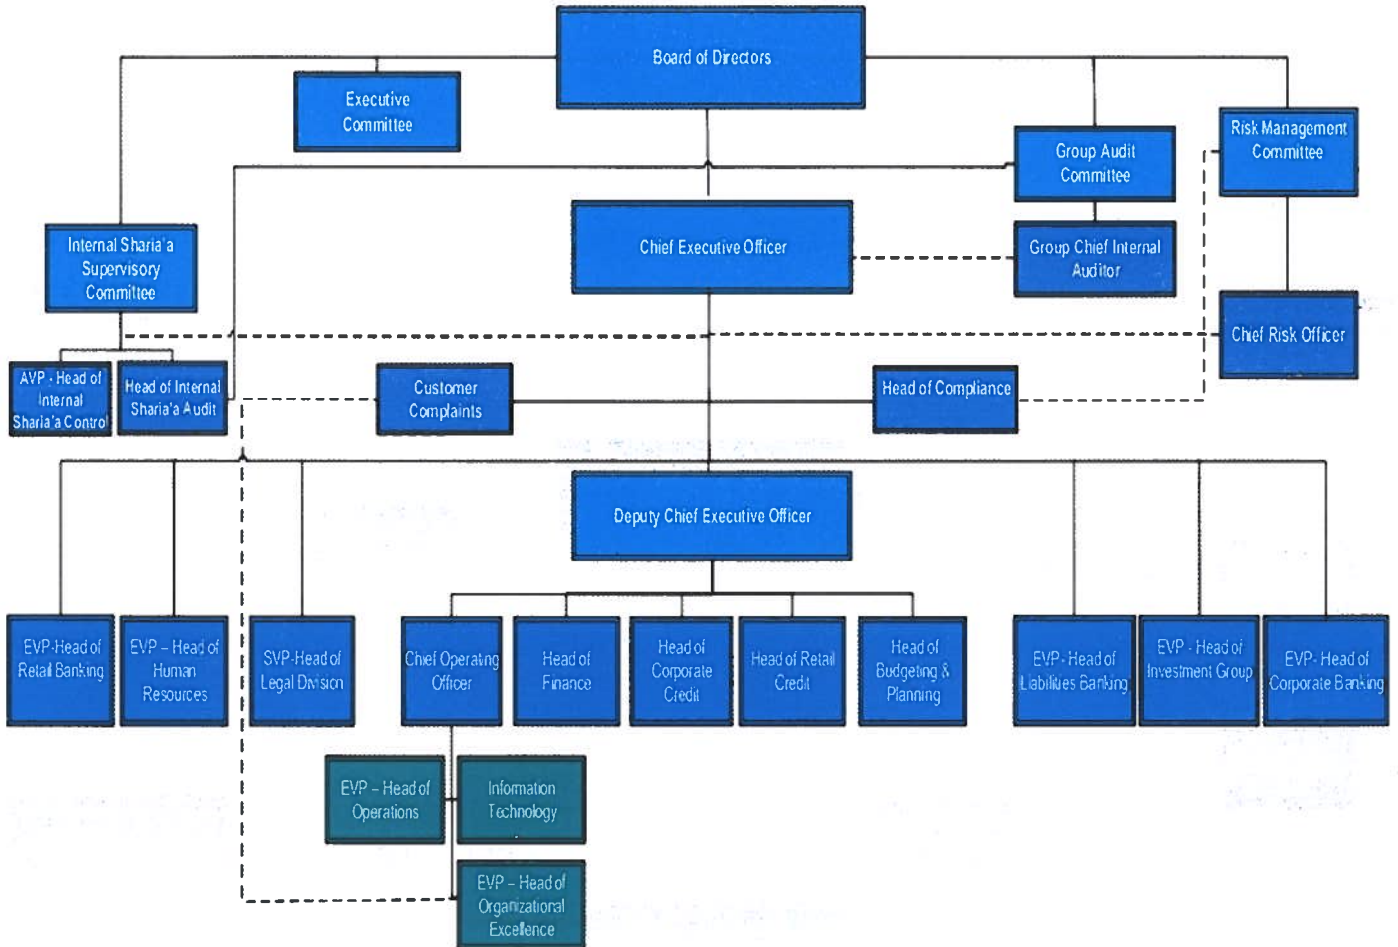 Board of Directors
Executive
Committee
Group Audit
Committee
Risk Management
Committee
Internal Sharia'a
Supervisory
Committee
Chief Executive Officer
Group Chief Internal
Auditor
Chief Risk Officer
AVP - Head of
Internal
Sharia'a Control
Head of Internal
Sharia'a Audit
Customer
Complaints
Head of Compliance
Deputy Chief Executive Officer
EVP-Head of
Retail Banking
EVP – Head of
Human
Resources
SVP-Head of
Legal Division
Chief Operating
Officer
Head of
Finance
Head of
Corporate
Credit
Head of Retail
Credit
Head of
Budgeting &
Planning
EVP - Head of
Liabilities Banking
EVP - Head of
Investment Group
EVP- Head of
Corporate Banking
EVP – Head of
Operations
Information
Technology
EVP – Head of
Organizational
Excellence